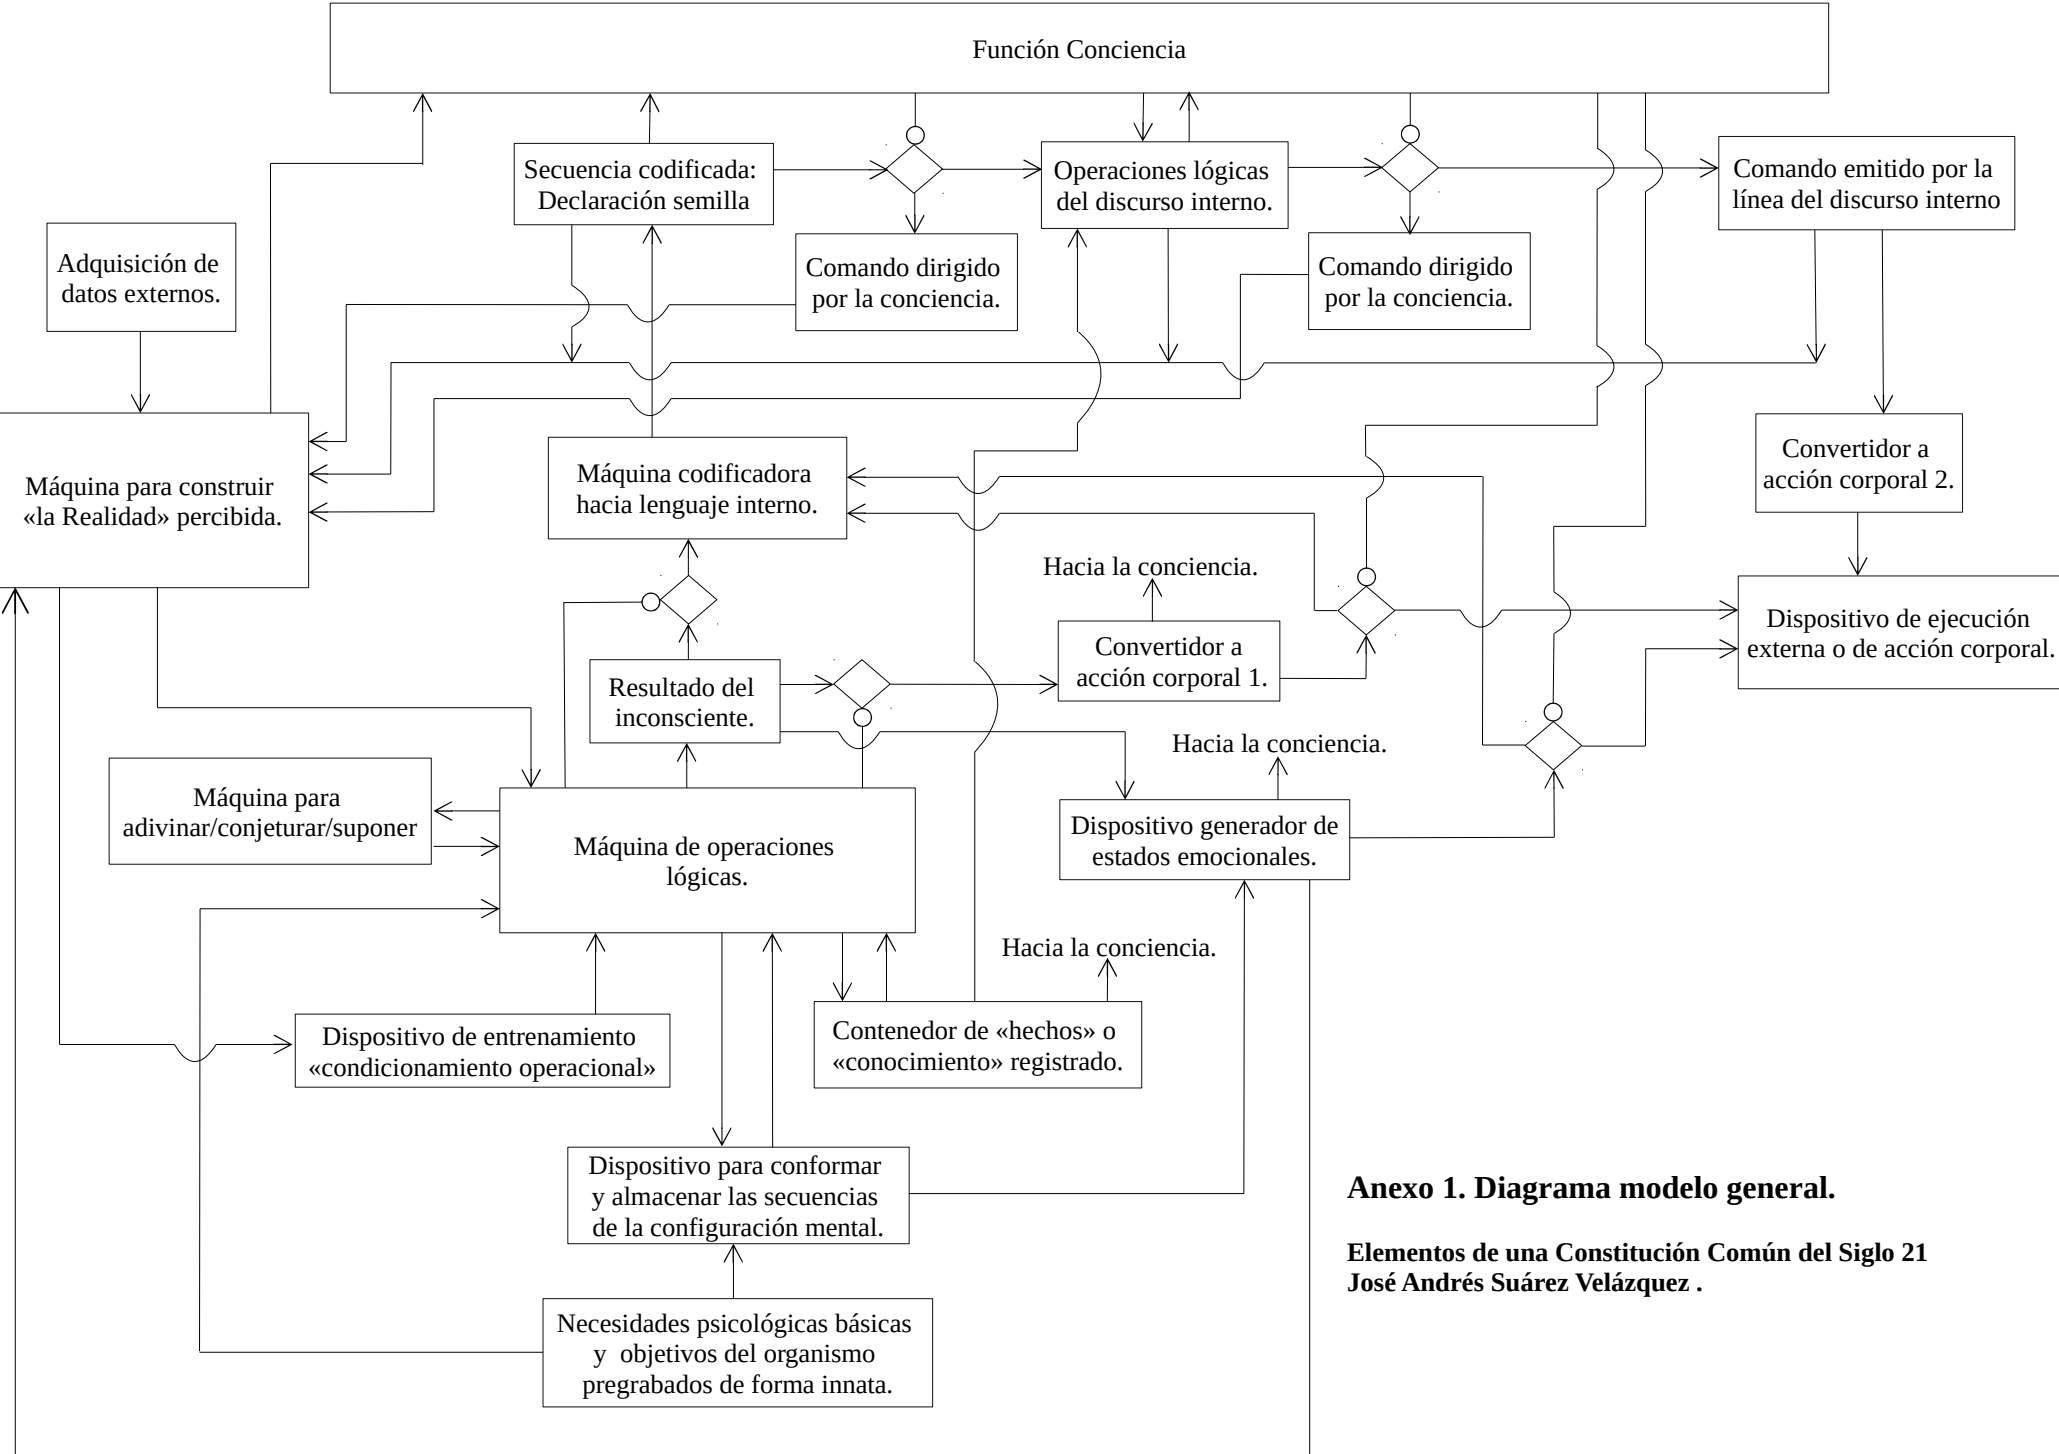 Función Conciencia
Secuencia codificada:
Declaración semilla
Operaciones lógicas
del discurso interno.
Comando emitido por la
línea del discurso interno
Adquisición de
datos externos.
Comando dirigido
por la conciencia.
Comando dirigido
por la conciencia.
Máquina para construir
«la Realidad» percibida.
Máquina codificadora
hacia lenguaje interno.
Convertidor a
acción corporal 2.
Hacia la conciencia.
Convertidor a
acción corporal 1.
Dispositivo de ejecución
externa o de acción corporal.
Resultado del
inconsciente.
Hacia la conciencia.
Máquina para
adivinar/conjeturar/suponer
Máquina de operaciones
lógicas.
Dispositivo generador de
estados emocionales.
Hacia la conciencia.
Dispositivo de entrenamiento
«condicionamiento operacional»
Contenedor de «hechos» o
«conocimiento» registrado.
Dispositivo para conformar
y almacenar las secuencias
de la configuración mental.
Necesidades psicológicas básicas
y objetivos del organismo
pregrabados de forma innata.
Anexo 1. Diagrama modelo general.
Elementos de una Constitución Común del Siglo 21
José Andrés Suárez Velázquez .